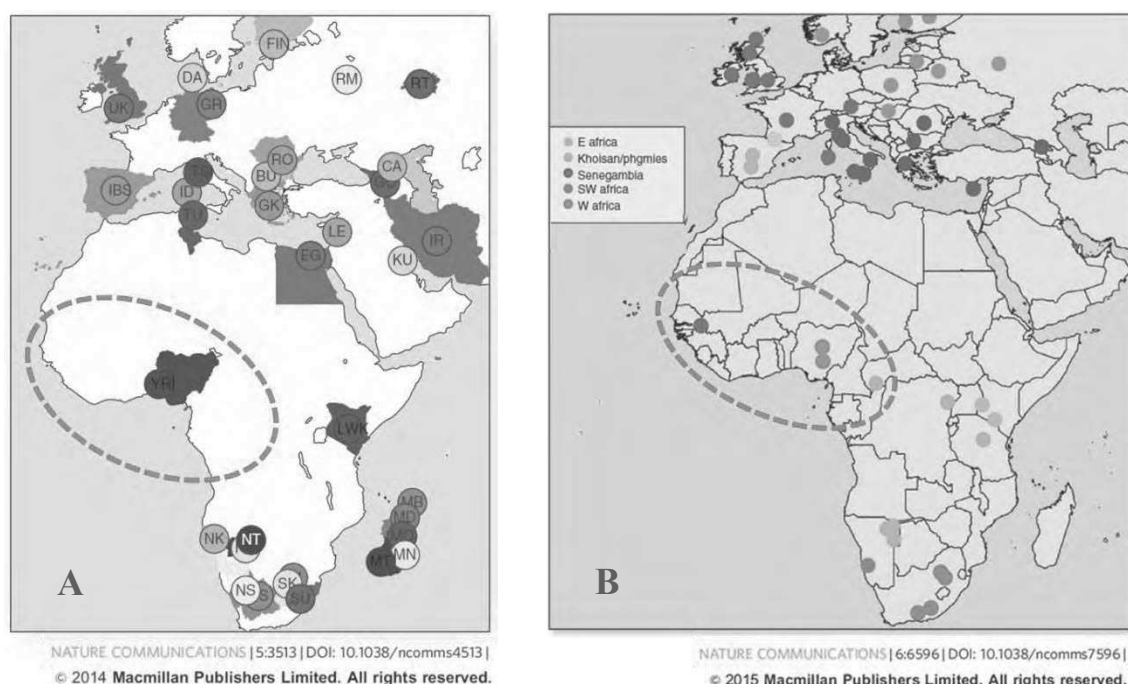 FIN
DA
RM
RT
GR
UK
RO
CA
BU
IBS
ID
GK
TU
LE
IR
EG
KU
YRI
LWK
MB
MD
NK
NT
MN
MT
NS
SK
SU
A
E africa
Khoisan/phgmies
Senegambia
SW africa
W africa
B
NATURE COMMUNICATIONS | 5:3513 | DOI: 10.1038/ncomms4513 |
© 2014 Macmillan Publishers Limited. All rights reserved.
NATURE COMMUNICATIONS | 6:6596 | DOI: 10.1038/ncomms7596 |
© 2015 Macmillan Publishers Limited. All rights reserved.